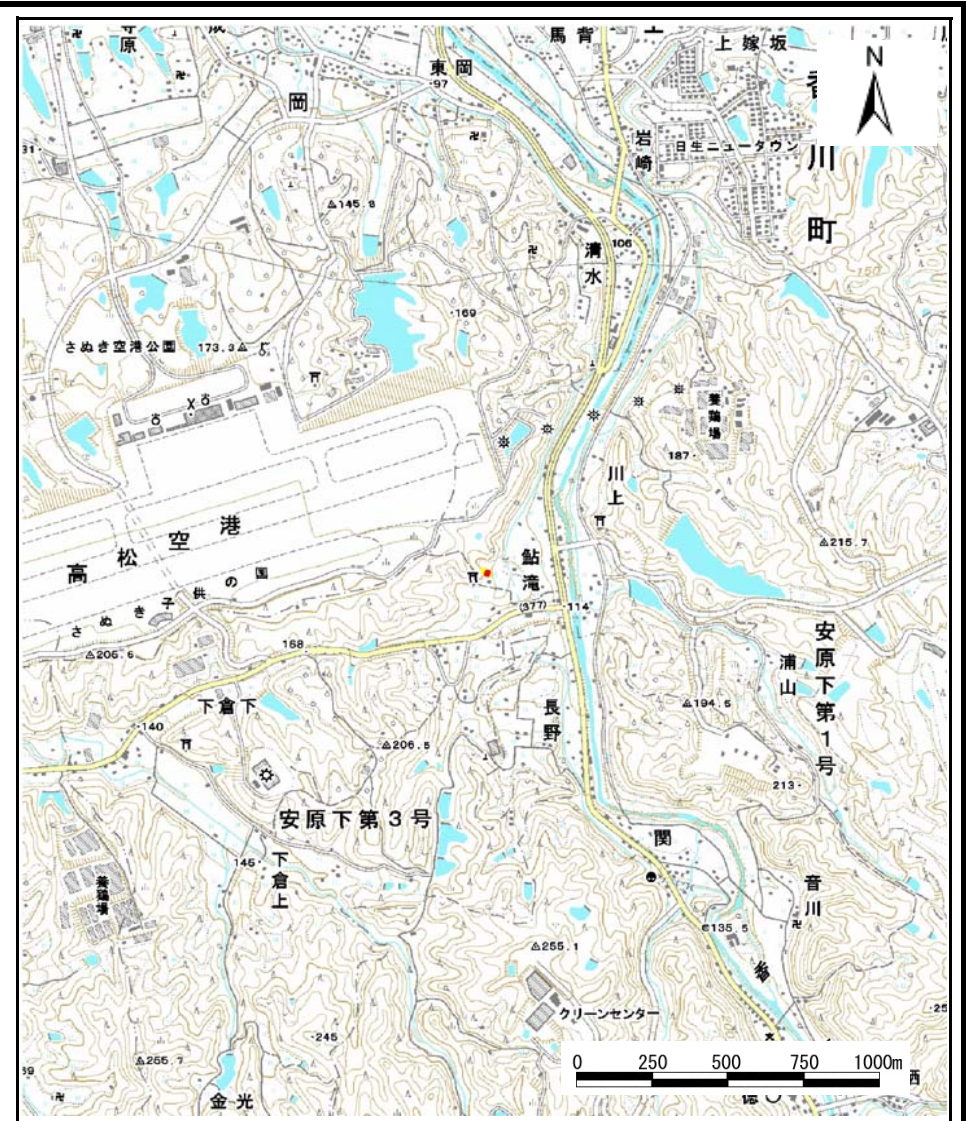 岡
東岡
97
馬背
上嫁坂
N
川町
岩崎
日生ニュータウン
145.8
清水
106
150
169
さぬき空港公園
173.3
養鶏場
187
川上
高松空港
鮎滝
215.7
さぬき子供の国
(377)
114
205.6
168
浦山
安原下第1号
下倉下
長野
194.5
140
206.5
213
安原下第3号
関
145
下倉上
養鶏場
音川
135.5
255.1
香
クリーンセンター
245
255.7
金光
0 250 500 750 1000m